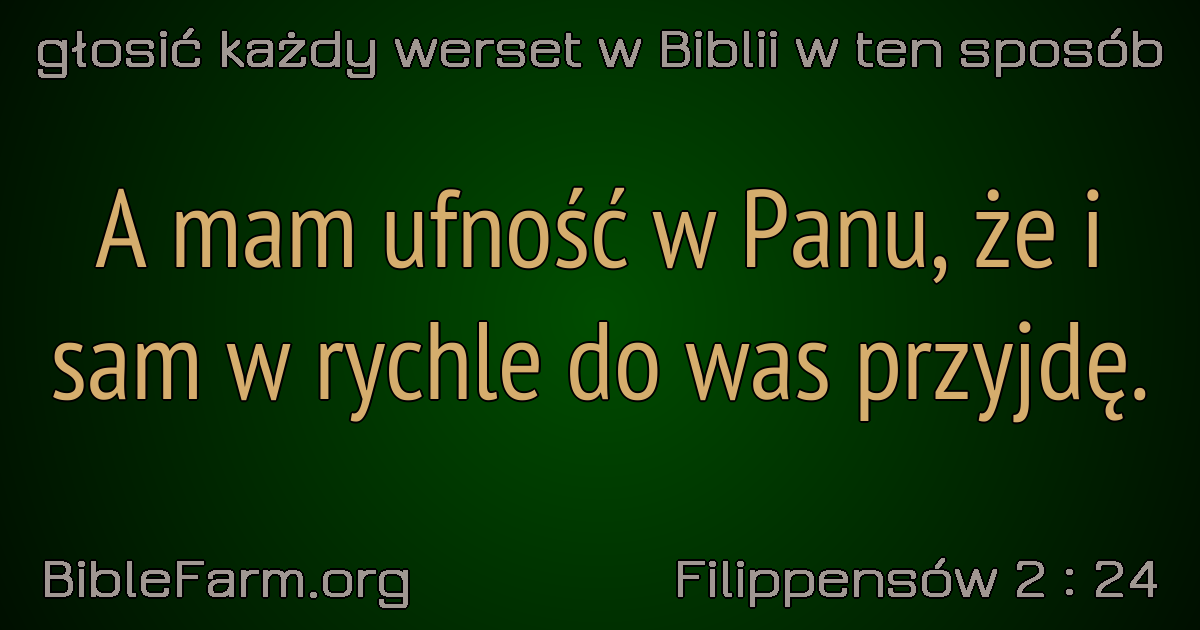 głosić każdy werset w Biblii w ten sposób
A mam ufność w Panu, że i
sam w rychle do was przyjdę.
BibleFarm.org
Filippensów 2 : 24